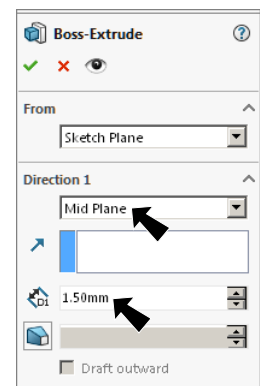 Boss-Extrude
From
Sketch Plane
Direction 1
Mid Plane
D1 1.50mm
Draft outward